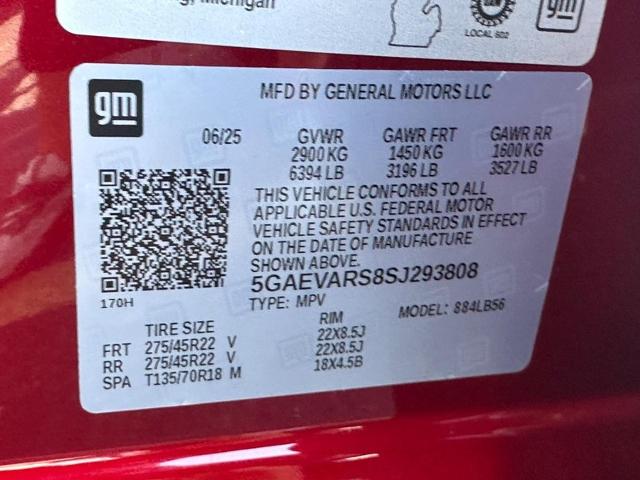 Michigan
LOCAL 602
gm
gm
MFD BY GENERAL MOTORS LLC
06/25 GVWR GAWR FRT GAWR RR
2900 KG 1450 KG 1600 KG
6394 LB 3196 LB 3527 LB
THIS VEHICLE CONFORMS TO ALL
APPLICABLE U.S. FEDERAL MOTOR
VEHICLE SAFETY STANDARDS IN EFFECT
ON THE DATE OF MANUFACTURE
SHOWN ABOVE.
5GAEVARS8SJ293808
170H
TYPE: MPV MODEL: 884LB56
TIRE SIZE RIM
FRT 275/45R22 V 22X8.5J
RR 275/45R22 V 22X8.5J
SPA T135/70R18 M 18X4.5B